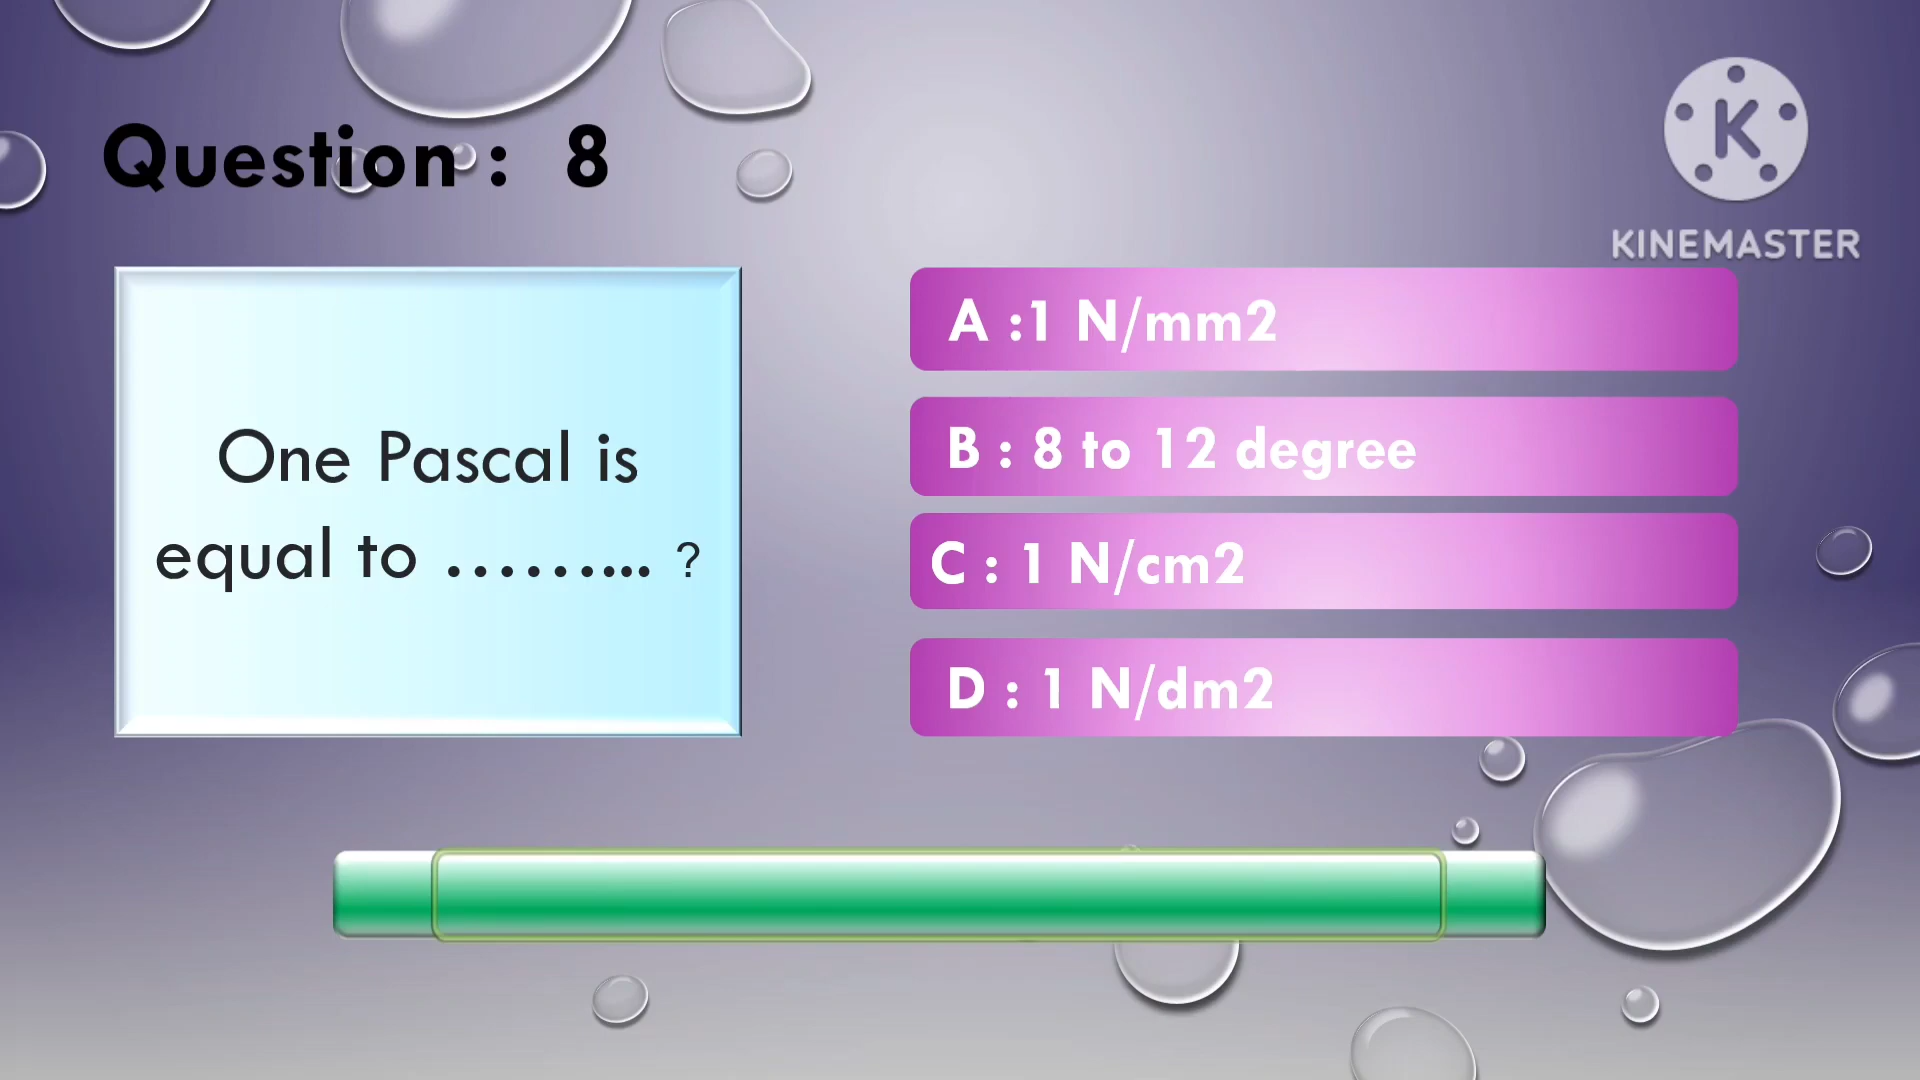 Question : 8
K
KINEMASTER
One Pascal is
equal to ……... ?
A :1 N/mm2
B : 8 to 12 degree
C : 1 N/cm2
D : 1 N/dm2